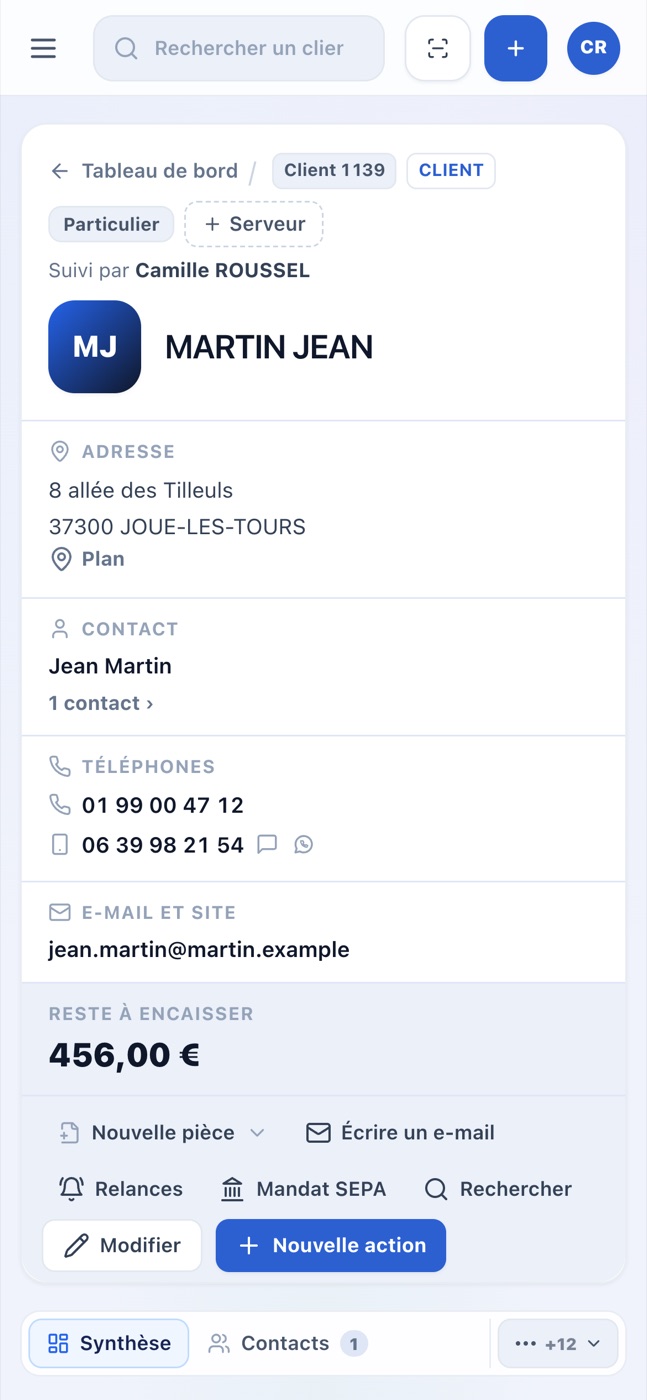 Rechercher un clier
CR
Tableau de bord / Client 1139 CLIENT
Particulier + Serveur
Suivi par Camille ROUSSEL
MJ MARTIN JEAN
ADRESSE
8 allée des Tilleuls
37300 JOUE-LES-TOURS
Plan
CONTACT
Jean Martin
1 contact ›
TÉLÉPHONES
01 99 00 47 12
06 39 98 21 54
E-MAIL ET SITE
jean.martin@martin.example
RESTE À ENCAISSER
456,00 €
Nouvelle pièce Écrire un e-mail
Relances Mandat SEPA Rechercher
Modifier + Nouvelle action
Synthèse Contacts 1 ... +12